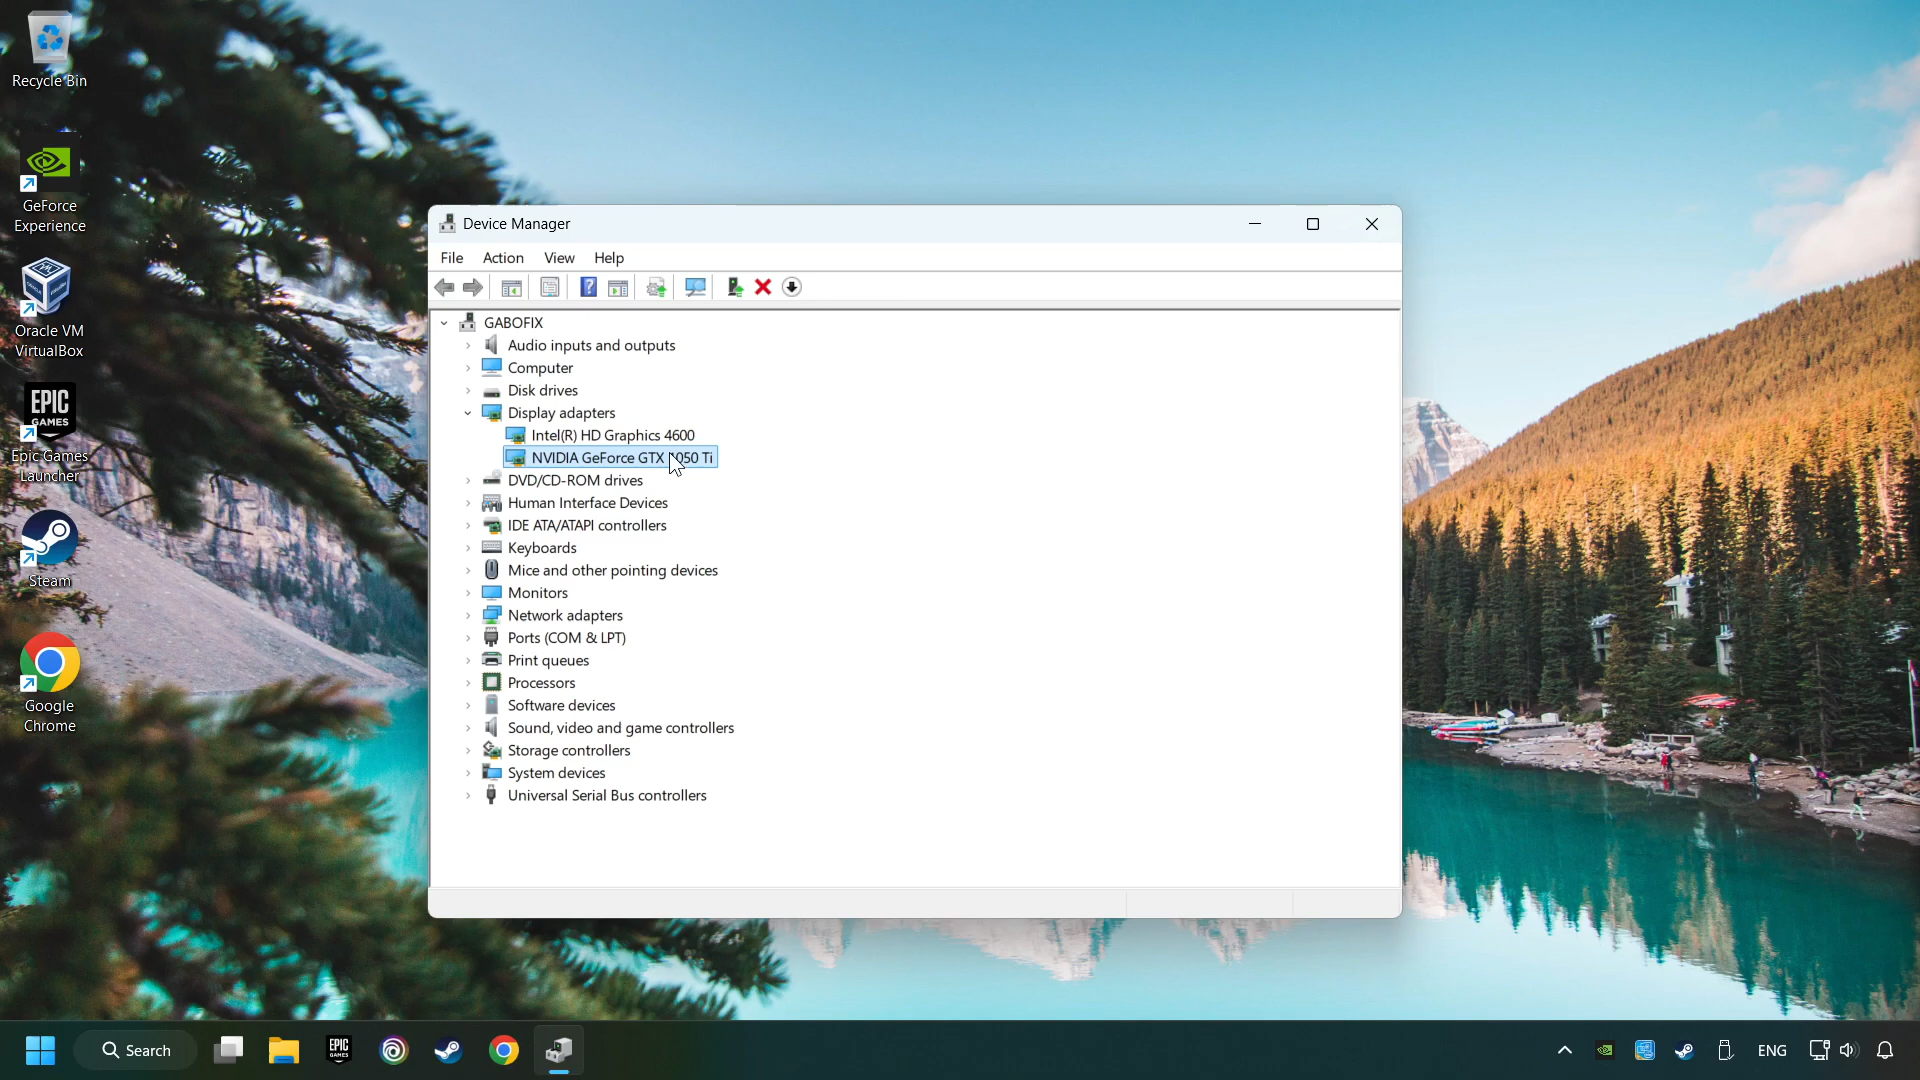 Recycle Bin
GeForce
Experience
Oracle VM
VirtualBox
EPIC
GAMES
Epic Games
Launcher
Steam
Google
Chrome
Device Manager
File Action View Help
GABOFIX
Audio inputs and outputs
Computer
Disk drives
Display adapters
Intel(R) HD Graphics 4600
NVIDIA GeForce GTX 1050 Ti
DVD/CD-ROM drives
Human Interface Devices
IDE ATA/ATAPI controllers
Keyboards
Mice and other pointing devices
Monitors
Network adapters
Ports (COM & LPT)
Print queues
Processors
Software devices
Sound, video and game controllers
Storage controllers
System devices
Universal Serial Bus controllers
Search
EPIC
GAMES
ENG